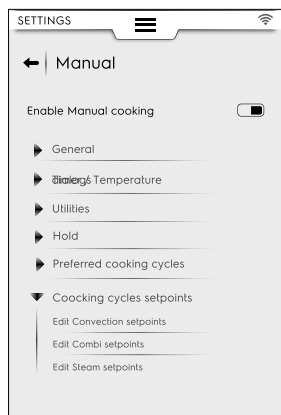 SETTINGS
Manual
Enable Manual cooking
General
/ Temperature
Utilities
Hold
Preferred cooking cycles
Coocking cycles setpoints
Edit Convection setpoints
Edit Combi setpoints
Edit Steam setpoints